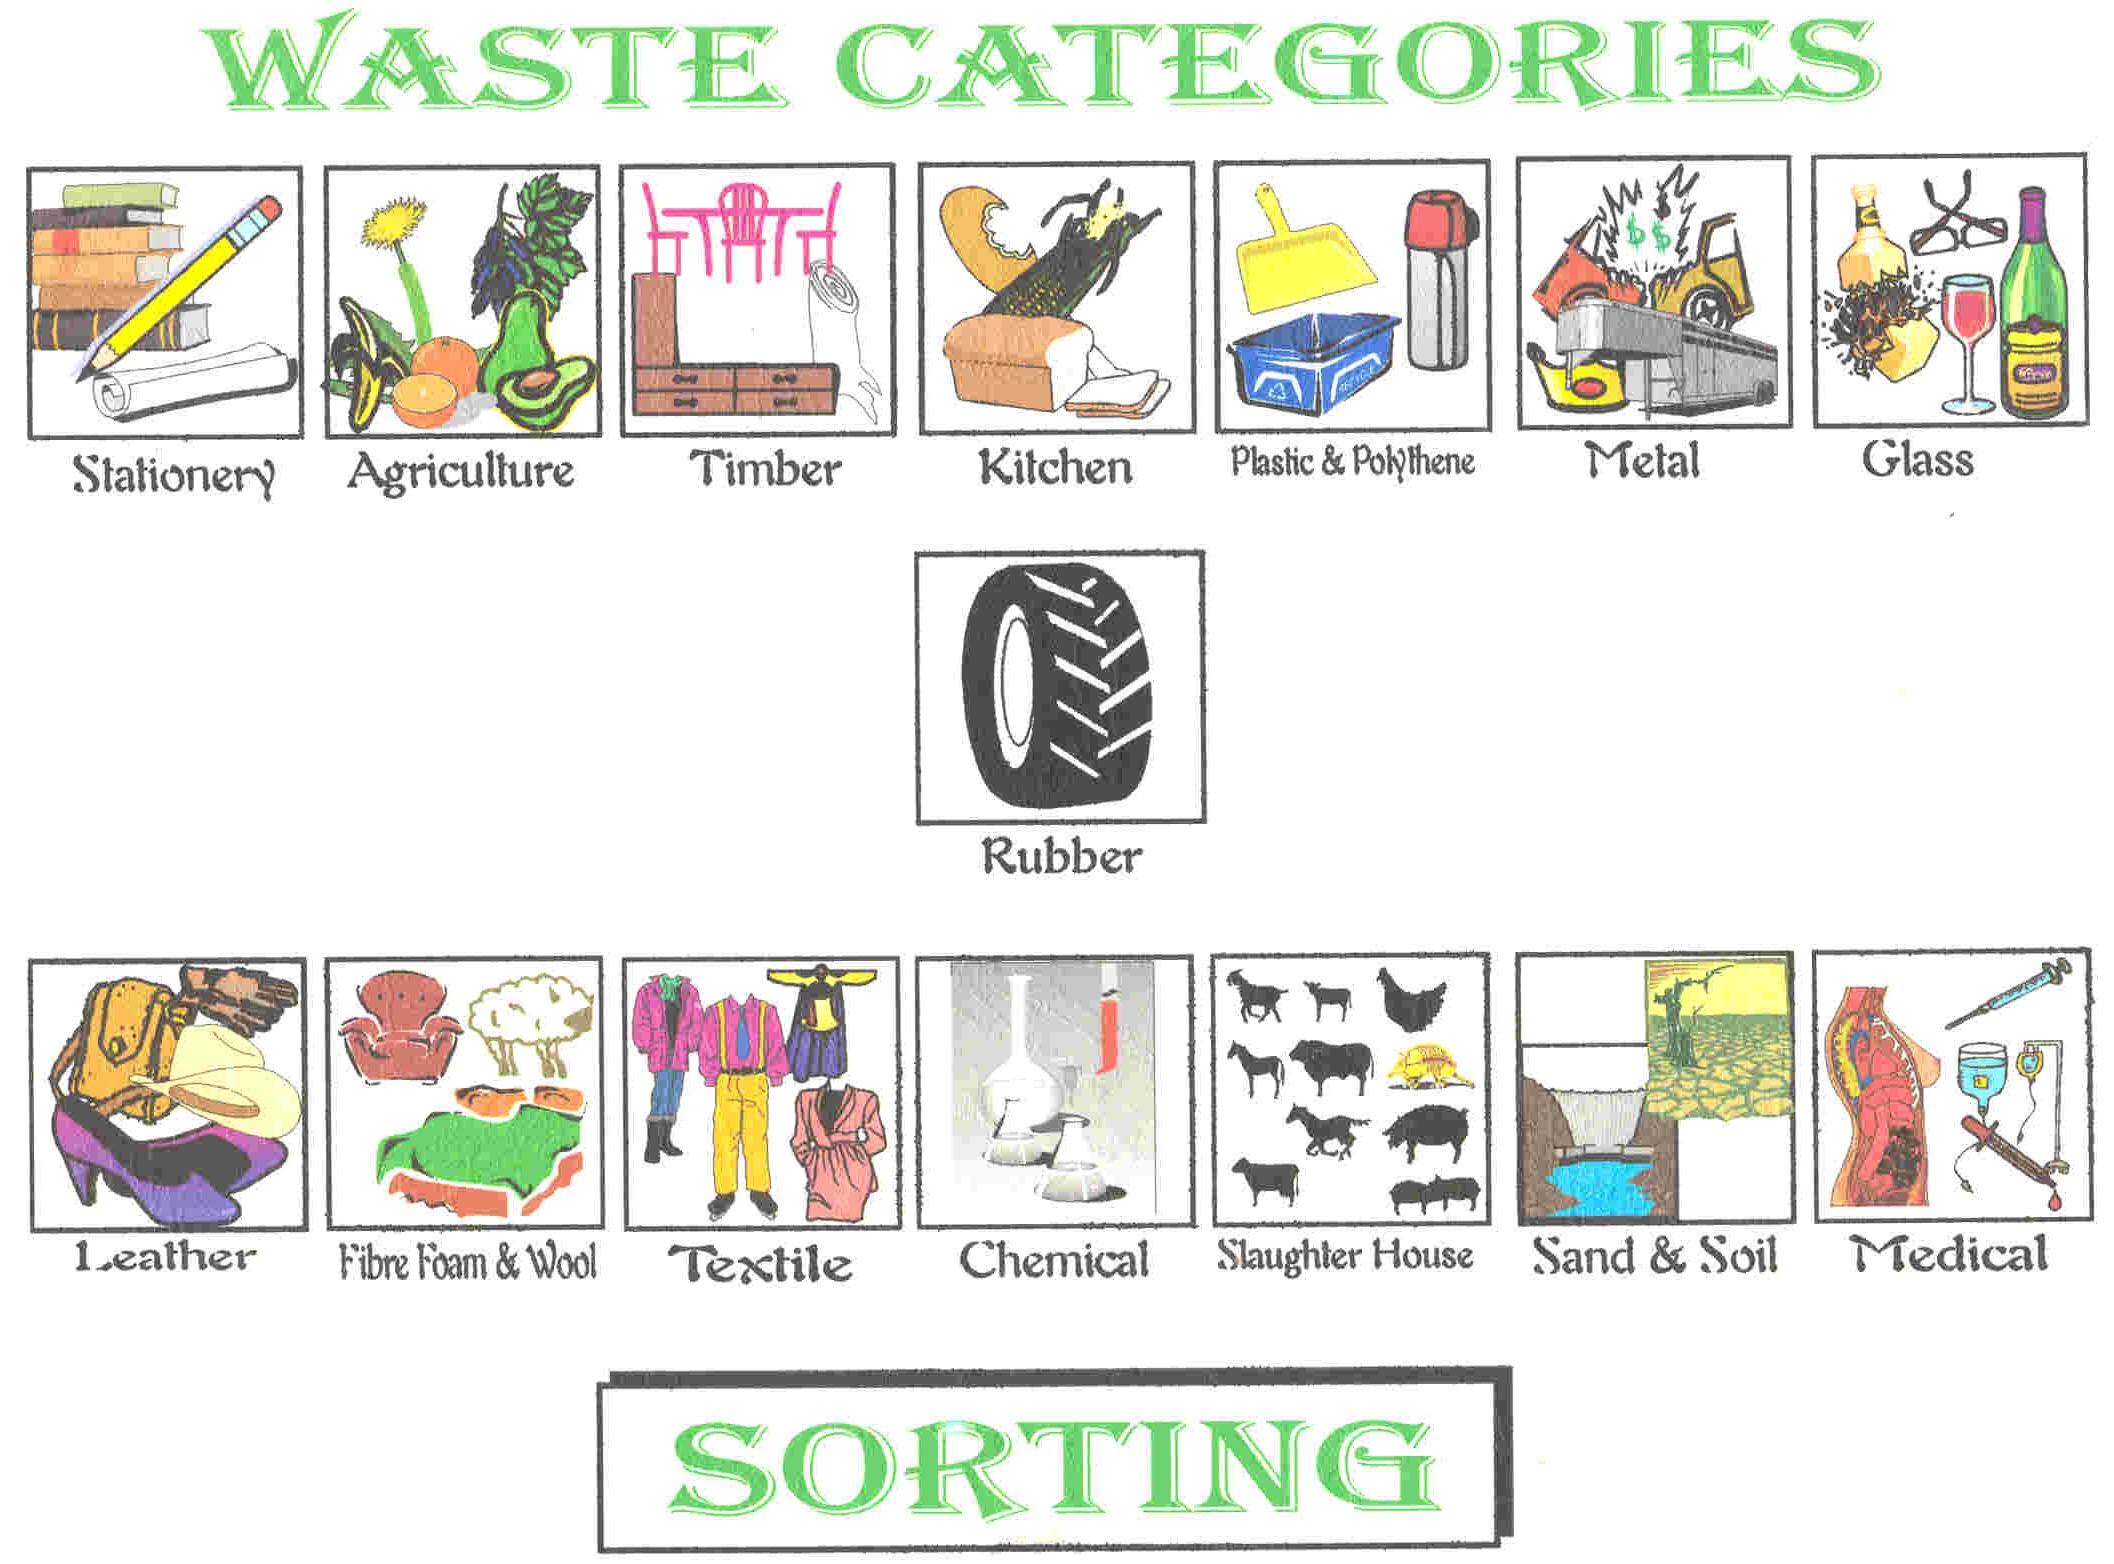 WASTE CATEGORIES
Stationery Agriculture Timber Kitchen Plastic & Polythene Metal Glass
Rubber
Leather Fibre Foam & Wool Textile Chemical Slaughter House Sand & Soil Medical
SORTING